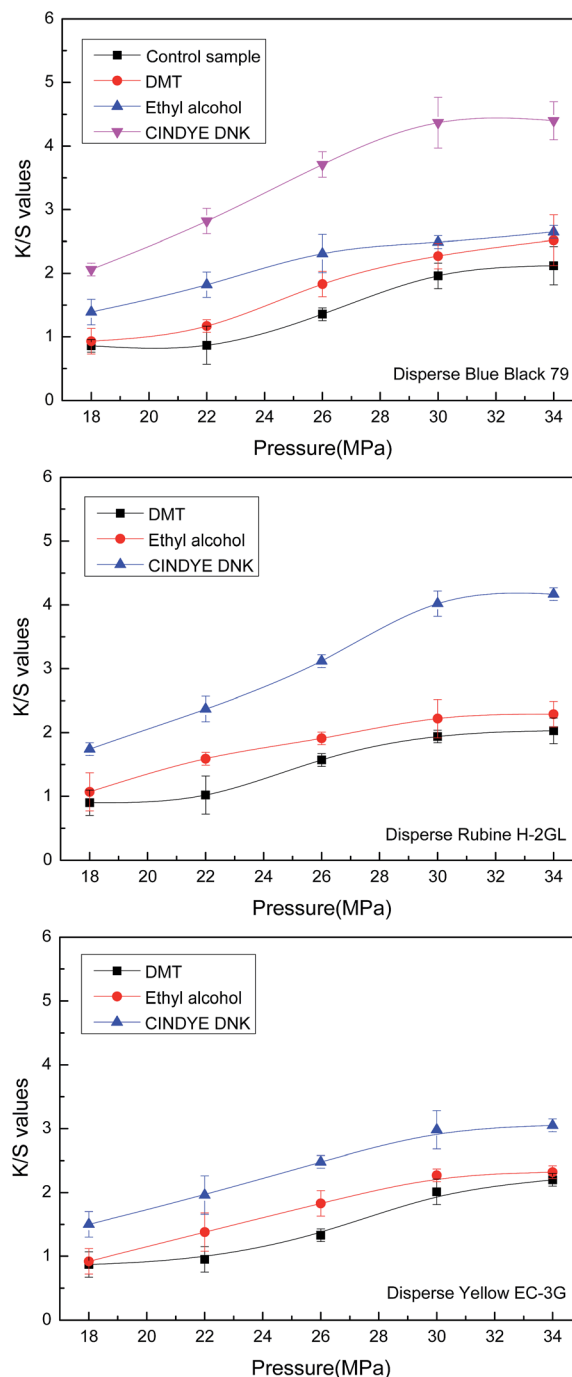 6
5
4
3
2
1
0
K/S values
Control sample
DMT
Ethyl alcohol
CINDYE DNK
Disperse Blue Black 79
18 20 22 24 26 28 30 32 34
Pressure(MPa)
6
5
4
3
2
1
0
K/S values
DMT
Ethyl alcohol
CINDYE DNK
Disperse Rubine H-2GL
18 20 22 24 26 28 30 32 34
Pressure(MPa)
6
5
4
3
2
1
0
K/S values
DMT
Ethyl alcohol
CINDYE DNK
Disperse Yellow EC-3G
18 20 22 24 26 28 30 32 34
Pressure(MPa)